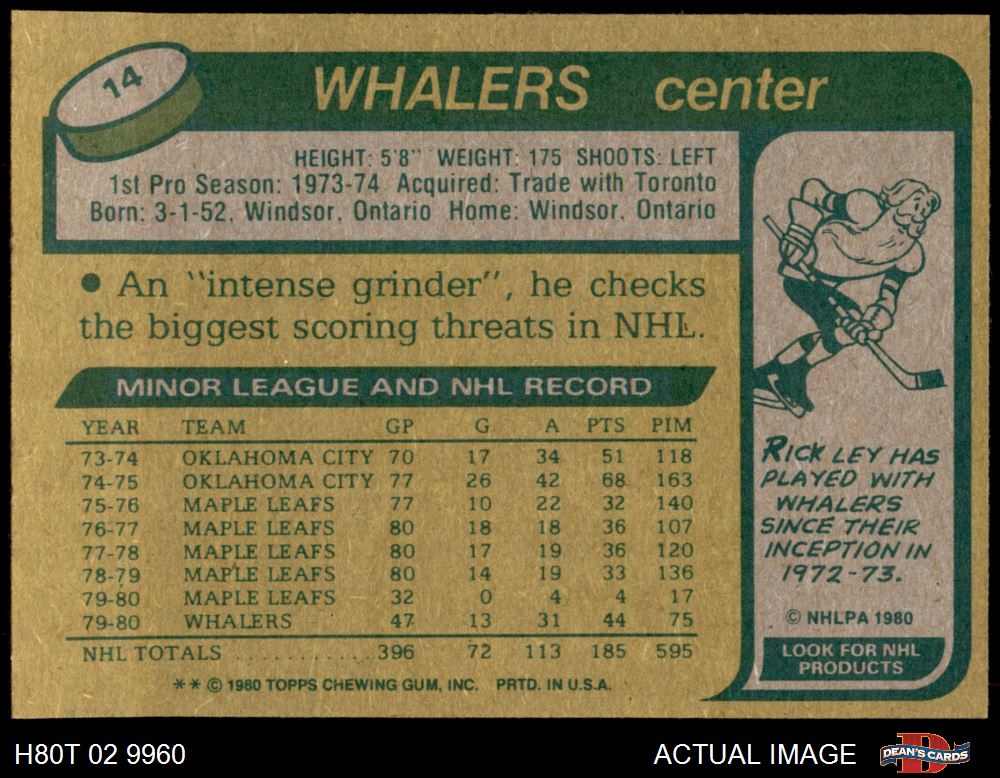 14
WHALERS center
HEIGHT: 5'8" WEIGHT: 175 SHOOTS: LEFT
1st Pro Season: 1973-74 Acquired: Trade with Toronto
Born: 3-1-52, Windsor, Ontario Home: Windsor, Ontario
• An "intense grinder", he checks
the biggest scoring threats in NHL.
MINOR LEAGUE AND NHL RECORD
YEAR TEAM GP G A PTS PIM
73-74 OKLAHOMA CITY 70 17 34 51 118
74-75 OKLAHOMA CITY 77 26 42 68 163
75-76 MAPLE LEAFS 77 10 22 32 140
76-77 MAPLE LEAFS 80 18 18 36 107
77-78 MAPLE LEAFS 80 17 19 36 120
78-79 MAPLE LEAFS 80 14 19 33 136
79-80 MAPLE LEAFS 32 0 4 4 17
79-80 WHALERS 47 13 31 44 75
NHL TOTALS ............396 72 113 185 595
** © 1980 TOPPS CHEWING GUM, INC. PRTD. IN U.S.A.
RICK LEY HAS
PLAYED WITH
WHALERS
SINCE THEIR
INCEPTION IN
1972-73.
© NHLPA 1980
LOOK FOR NHL
PRODUCTS
H80T 02 9960
ACTUAL IMAGE
D
DEAN'S CARDS